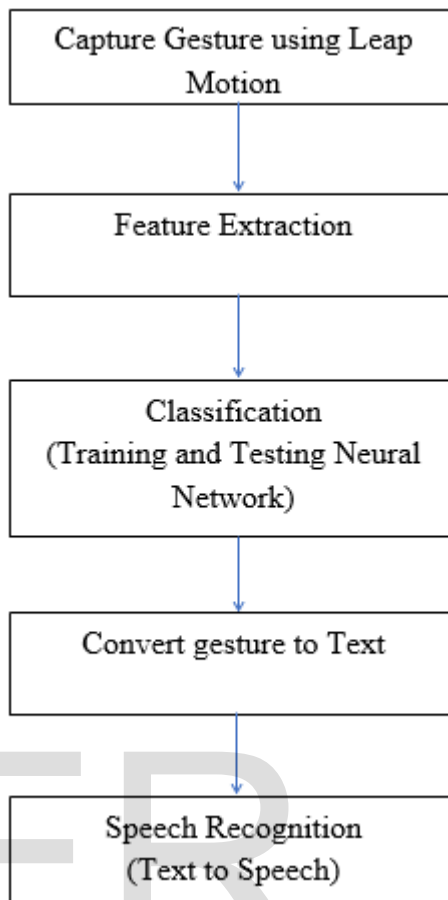 Capture Gesture using Leap
Motion
Feature Extraction
Classification
(Training and Testing Neural
Network)
Convert gesture to Text
Speech Recognition
(Text to Speech)